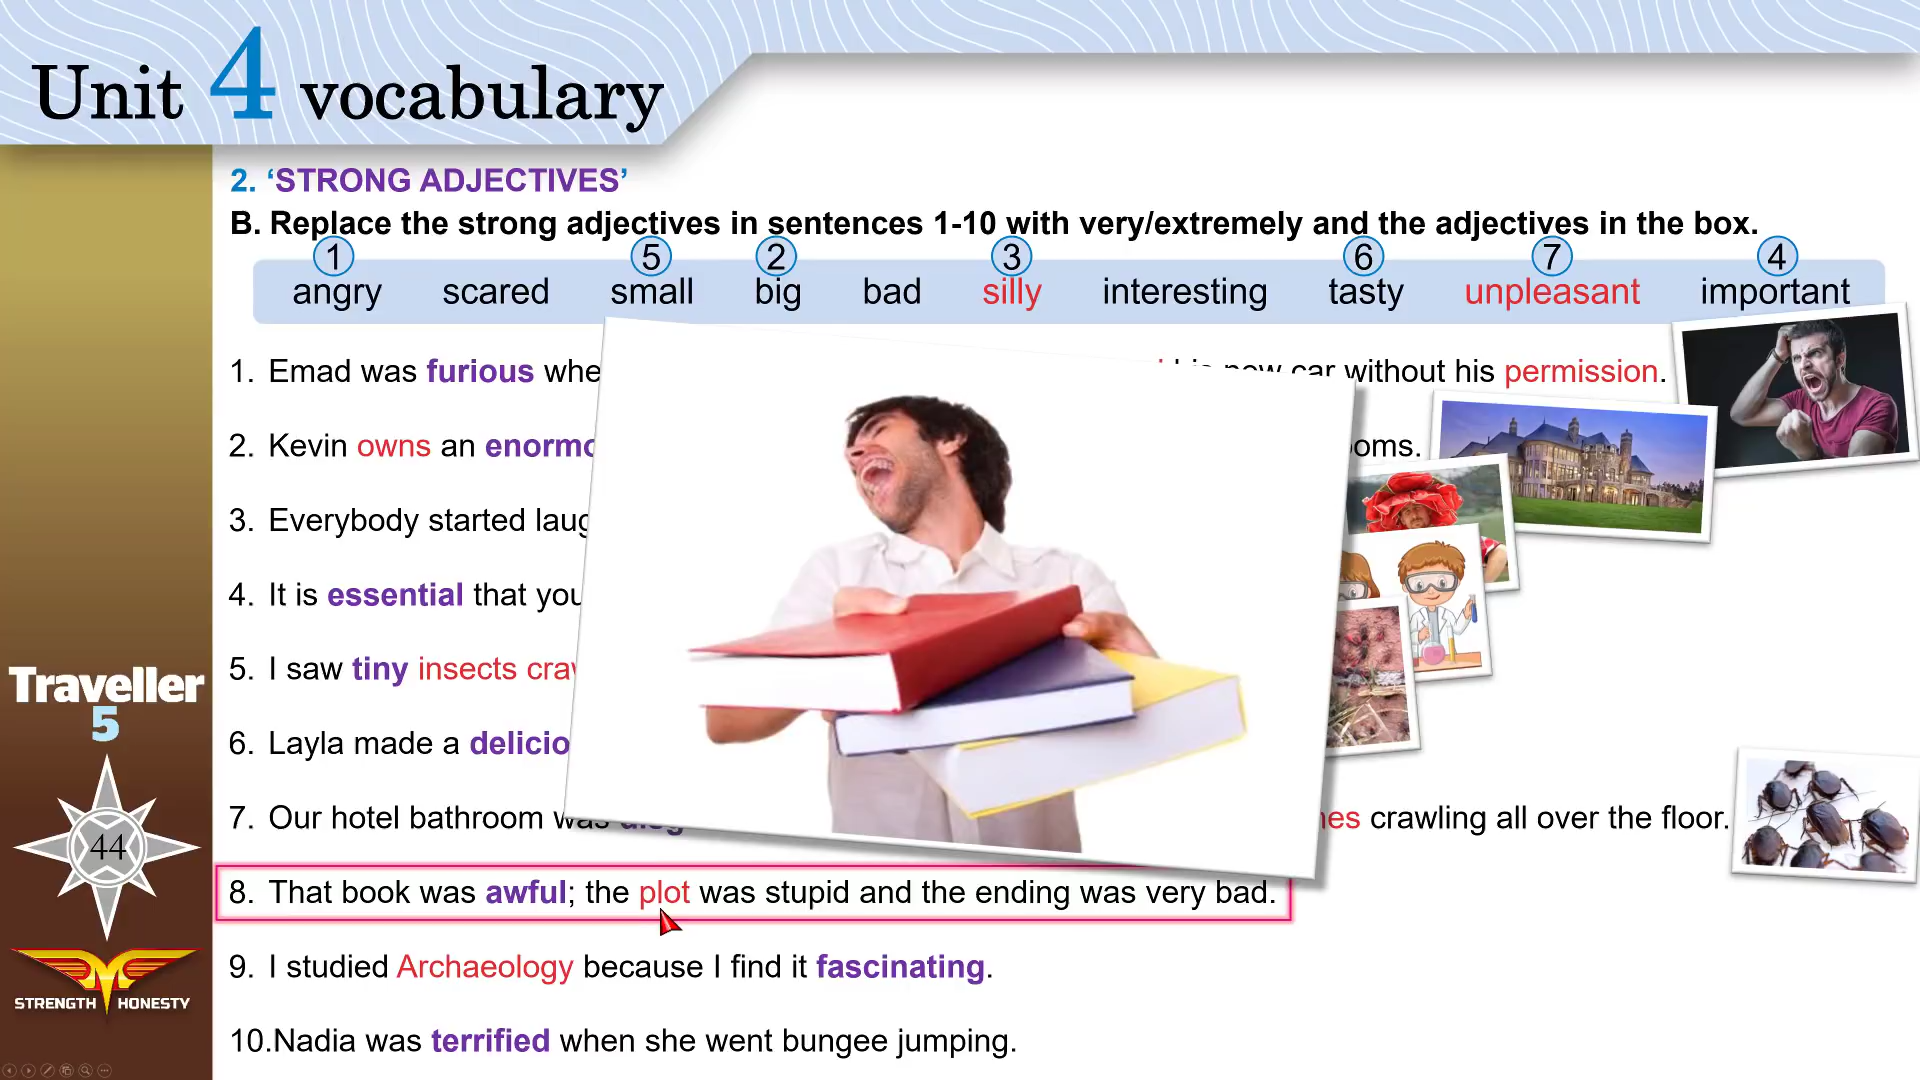 Unit 4 vocabulary
2. ‘STRONG ADJECTIVES’
B. Replace the strong adjectives in sentences 1-10 with very/extremely and the adjectives in the box.
1 5 2 3 6 7 4
angry scared small big bad silly interesting tasty unpleasant important
1. Emad was furious whe new car without his permission.
2. Kevin owns an enormo ooms.
3. Everybody started laug
4. It is essential that you
5. I saw tiny insects crav
6. Layla made a delicio
7. Our hotel bathroom was hes crawling all over the floor.
8. That book was awful; the plot was stupid and the ending was very bad.
9. I studied Archaeology because I find it fascinating.
10.Nadia was terrified when she went bungee jumping.
Traveller
5
44
STRENGTH HONESTY